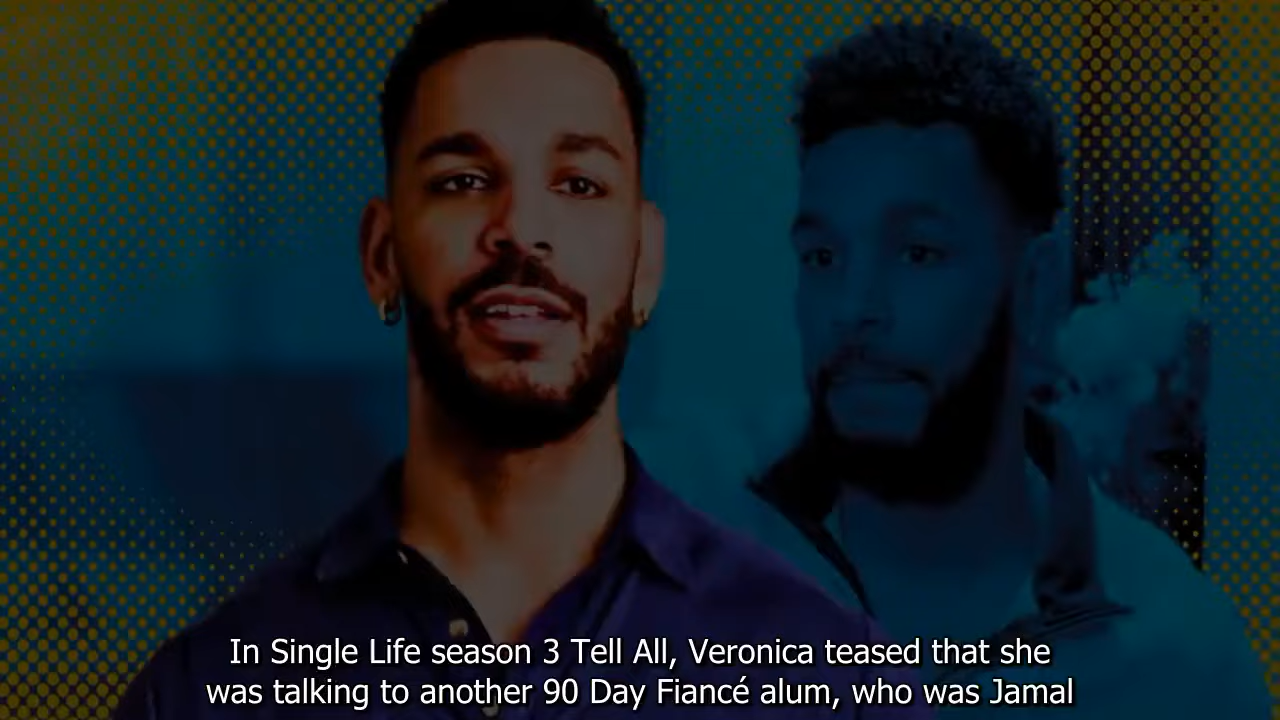 In Single Life season 3 Tell All, Veronica teased that she
was talking to another 90 Day Fiancé alum, who was Jamal